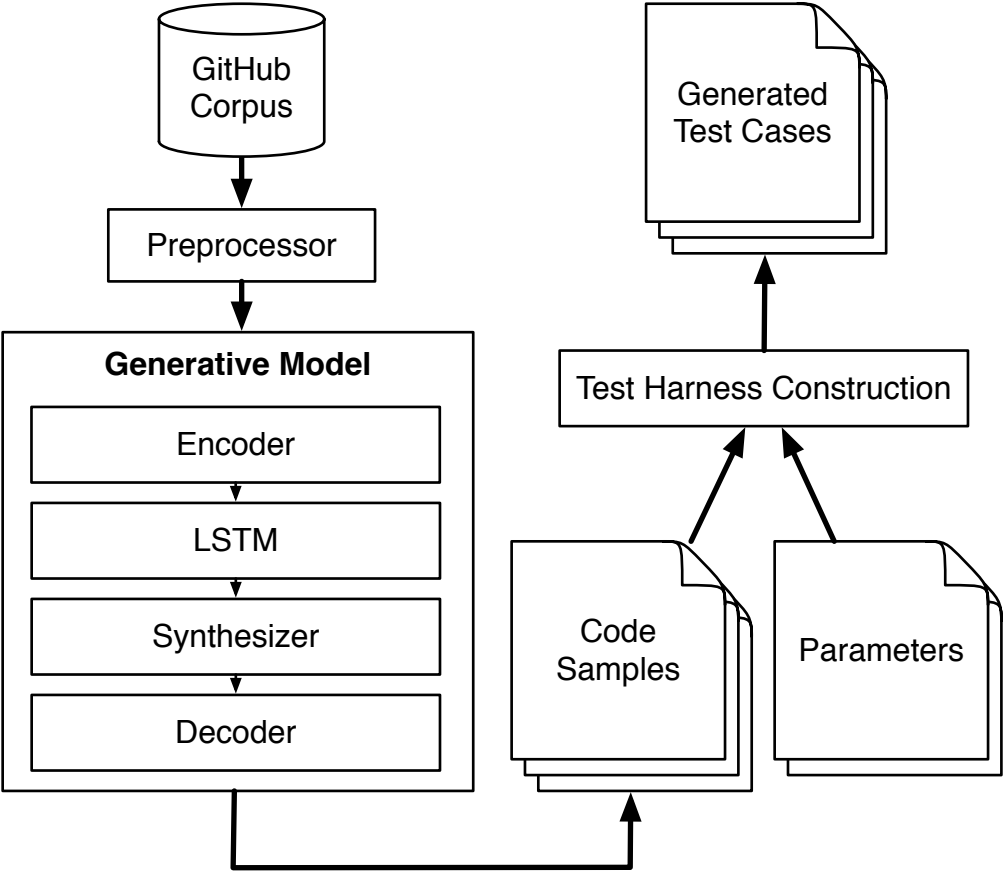 GitHub
Corpus
Preprocessor
Generative Model
Encoder
LSTM
Synthesizer
Decoder
Generated
Test Cases
Test Harness Construction
Code
Samples
Parameters